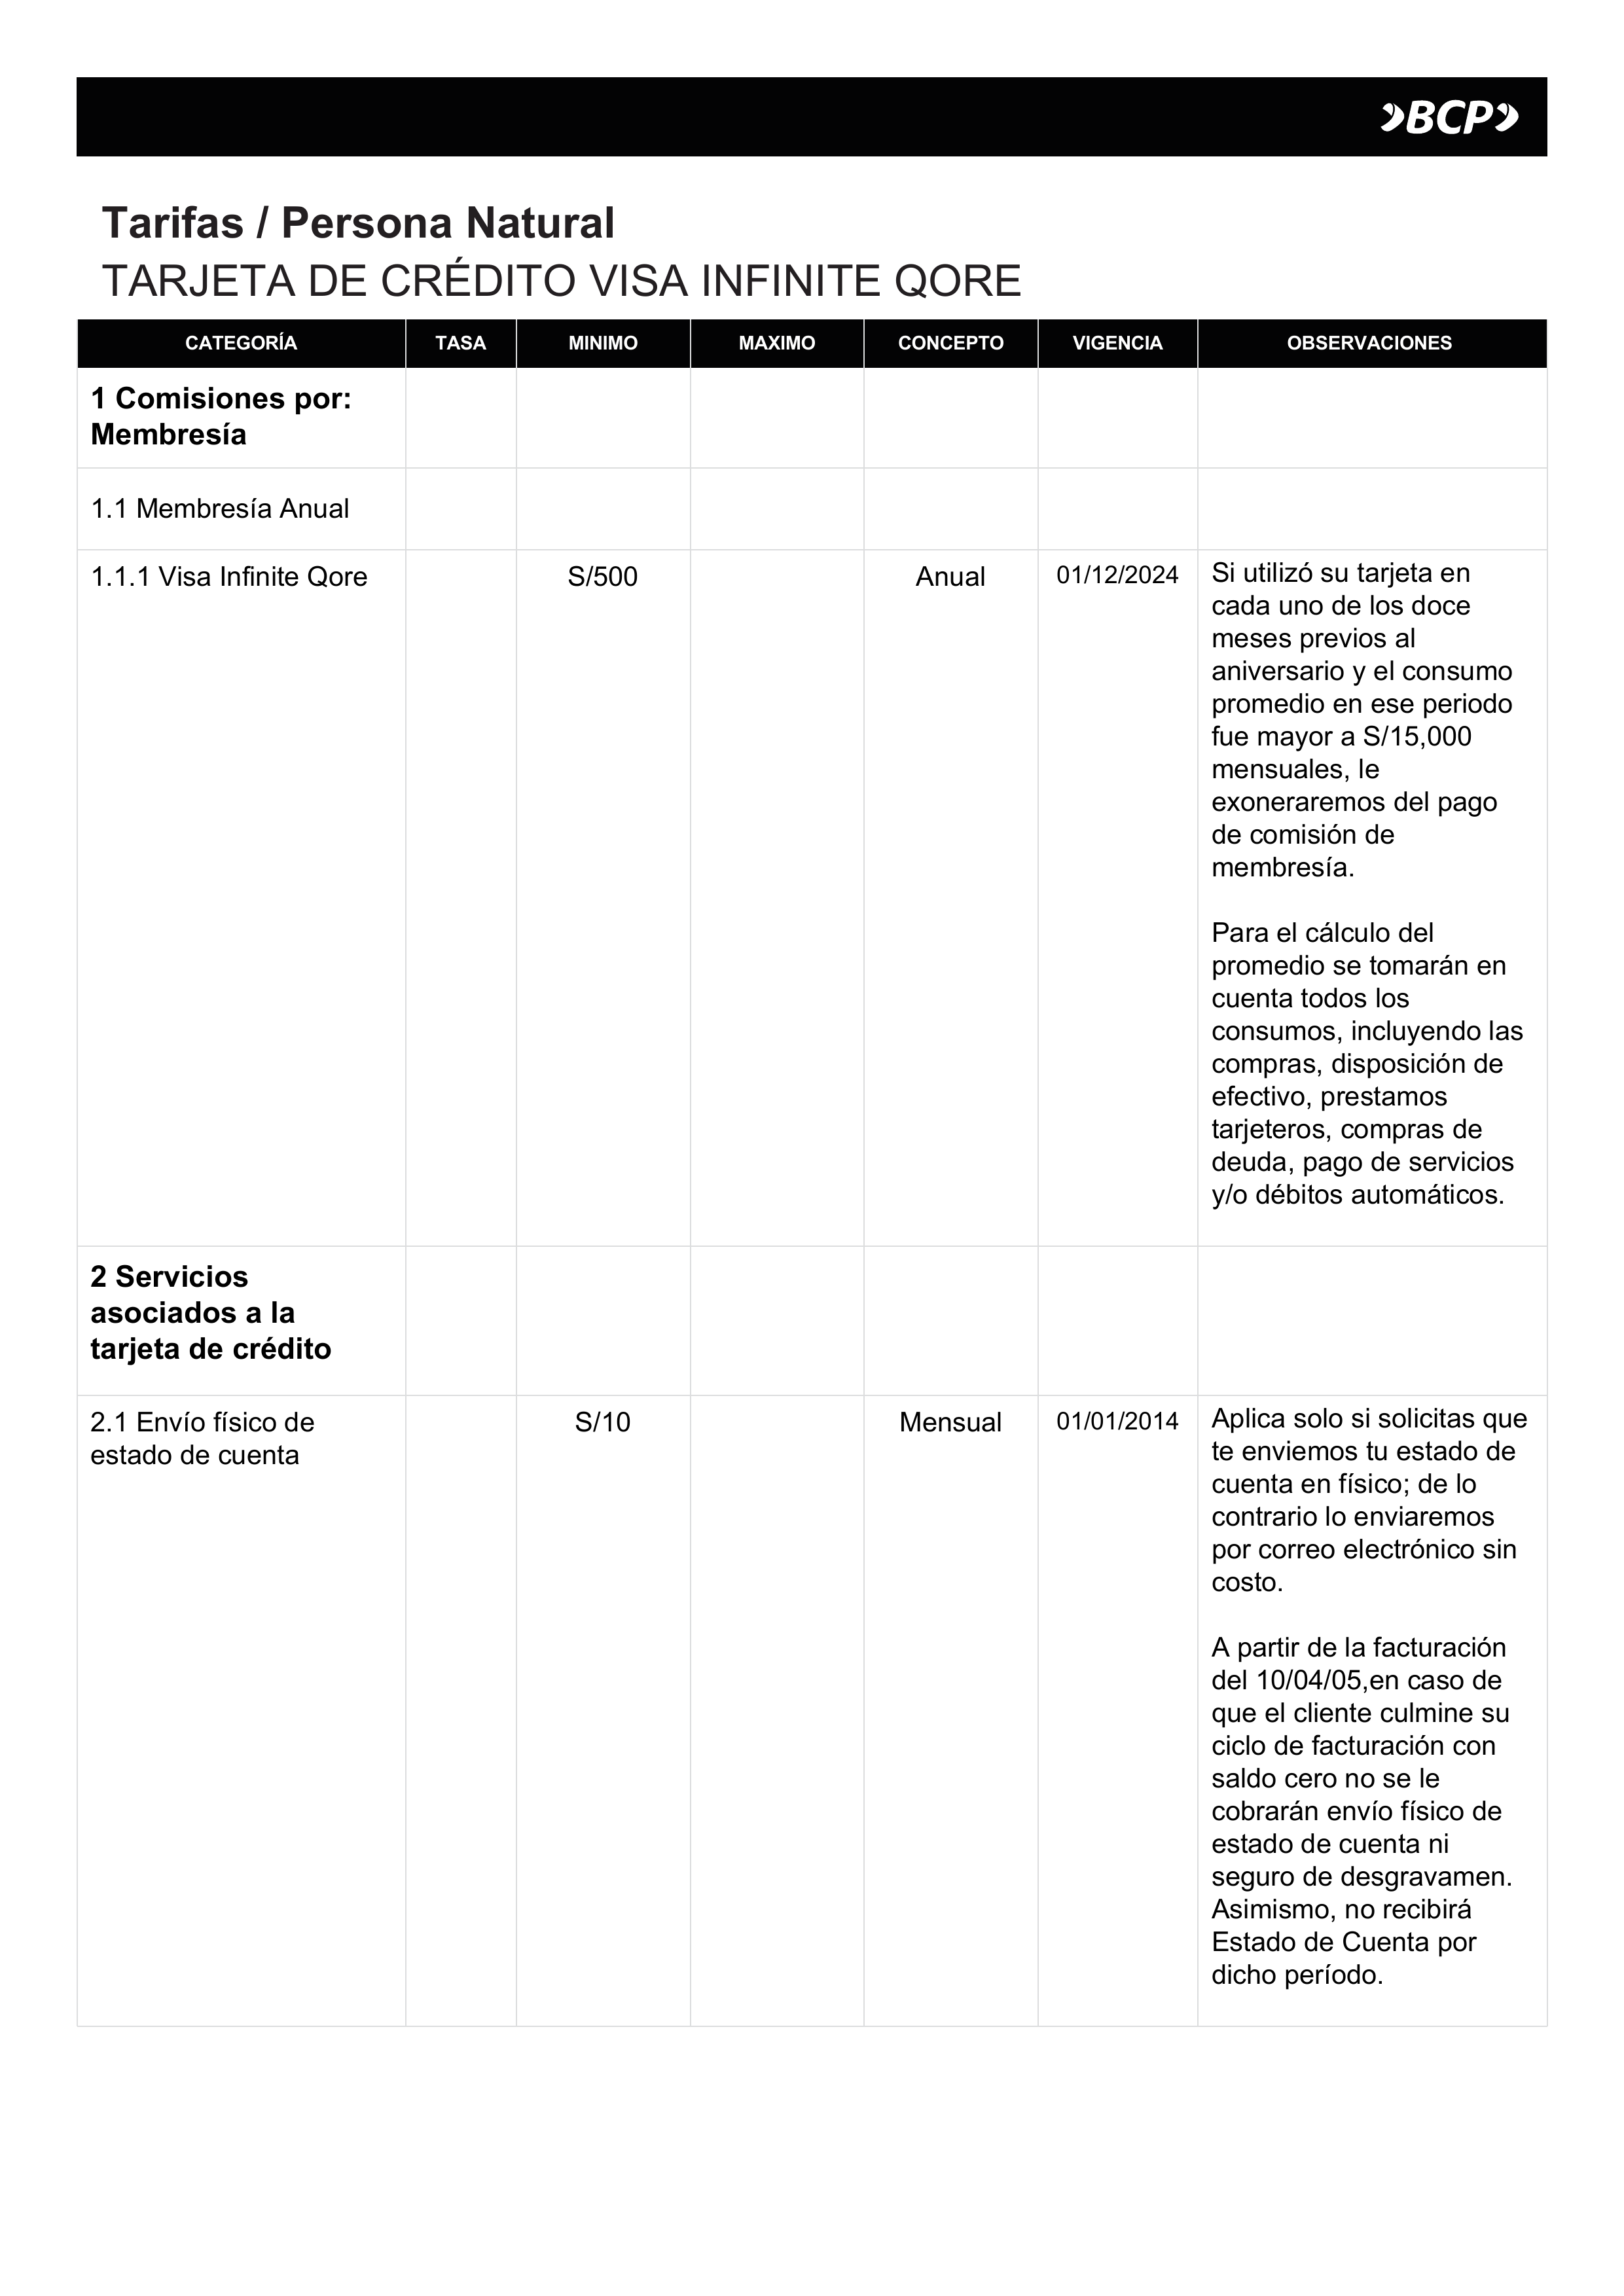 BCP
Tarifas / Persona Natural
TARJETA DE CRÉDITO VISA INFINITE QORE
CATEGORÍA TASA MINIMO MAXIMO CONCEPTO VIGENCIA OBSERVACIONES
1 Comisiones por:
Membresía
1.1 Membresía Anual
1.1.1 Visa Infinite Qore S/500 Anual 01/12/2024 Si utilizó su tarjeta en
cada uno de los doce
meses previos al
aniversario y el consumo
promedio en ese periodo
fue mayor a S/15,000
mensuales, le
exoneraremos del pago
de comisión de
membresía.
Para el cálculo del
promedio se tomarán en
cuenta todos los
consumos, incluyendo las
compras, disposición de
efectivo, prestamos
tarjeteros, compras de
deuda, pago de servicios
y/o débitos automáticos.
2 Servicios
asociados a la
tarjeta de crédito
2.1 Envío físico de
estado de cuenta
S/10 Mensual 01/01/2014 Aplica solo si solicitas que
te enviemos tu estado de
cuenta en físico; de lo
contrario lo enviaremos
por correo electrónico sin
costo.
A partir de la facturación
del 10/04/05,en caso de
que el cliente culmine su
ciclo de facturación con
saldo cero no se le
cobrarán envío físico de
estado de cuenta ni
seguro de desgravamen.
Asimismo, no recibirá
Estado de Cuenta por
dicho período.